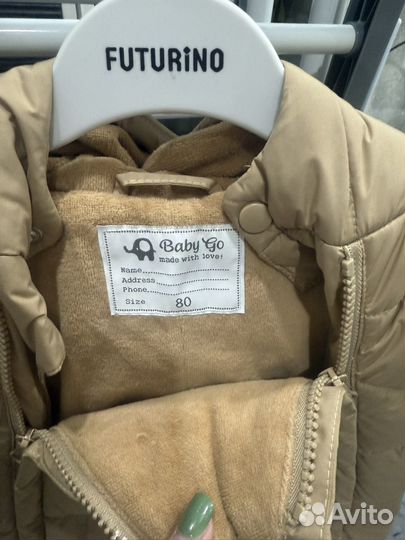 FUTURiNO
Baby Go
made with love!
Name
Address
Phone
Size 80
Avito